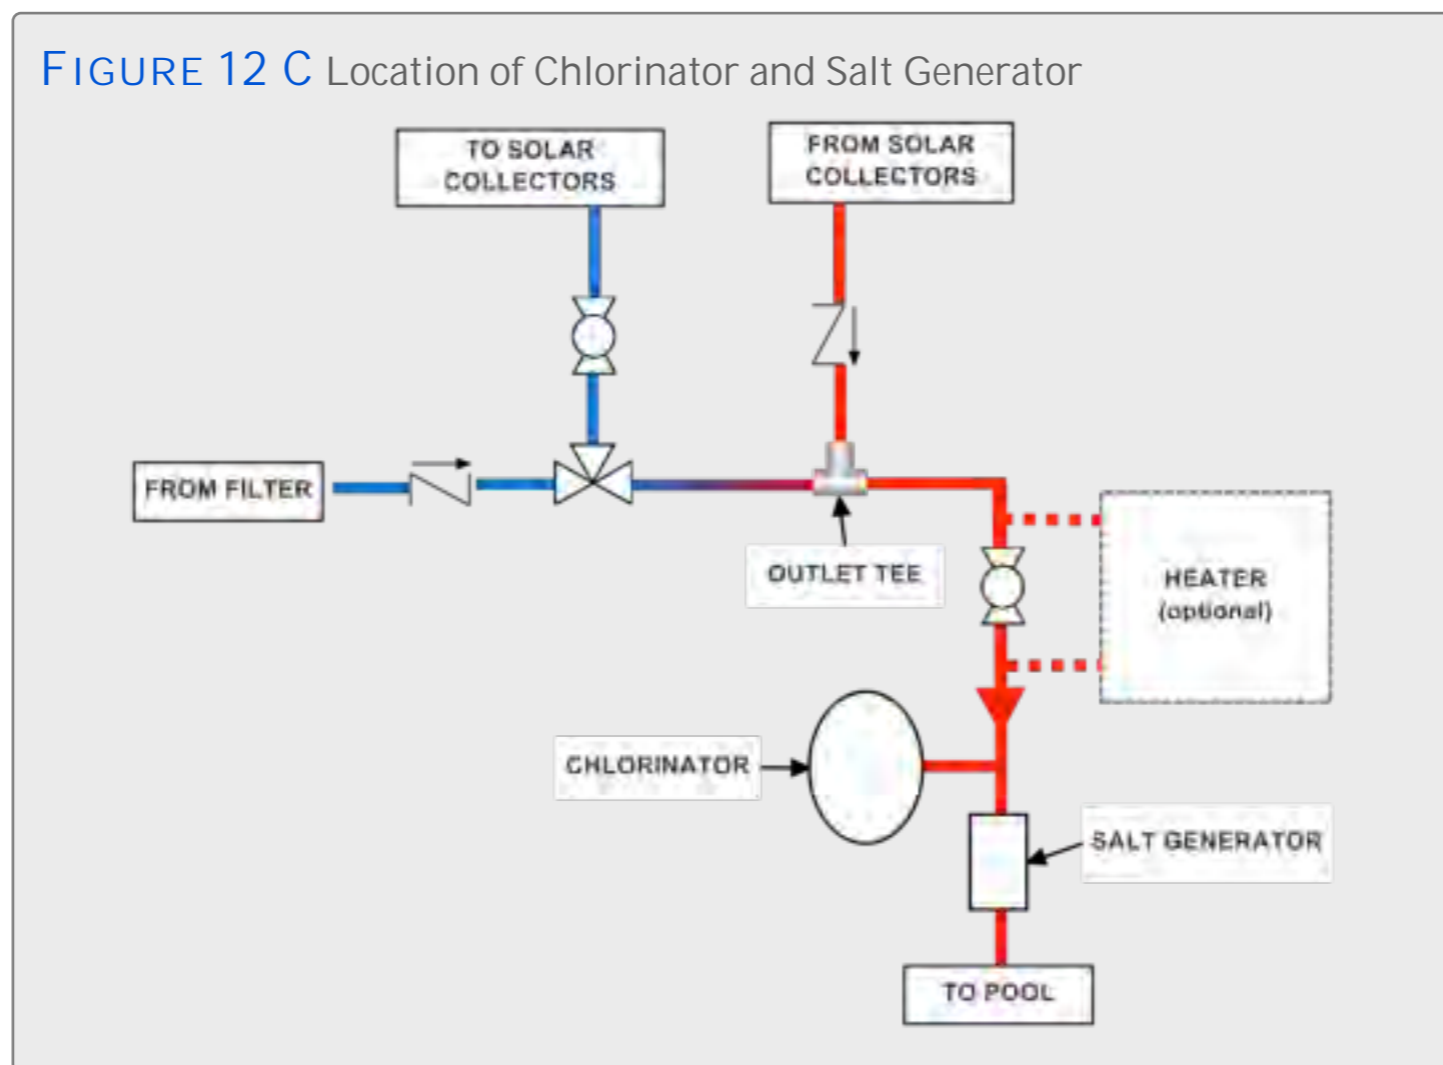 FIGURE 12 C Location of Chlorinator and Salt Generator
TO SOLAR
COLLECTORS
FROM SOLAR
COLLECTORS
FROM FILTER
OUTLET TEE
HEATER
(optional)
CHLORINATOR
SALT GENERATOR
TO POOL